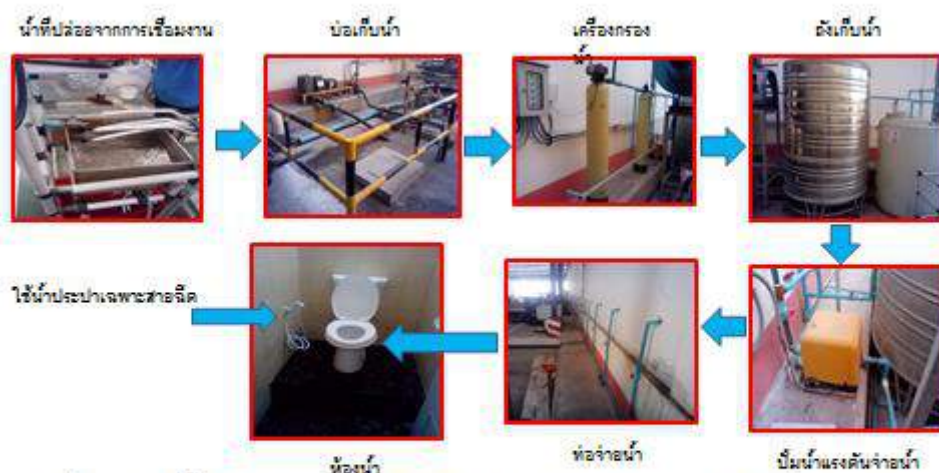 น้ำที่ปล่อยจากการเชื่อมงาน
บ่อเก็บน้ำ
เครื่องกรอง
น้ำ
ถังเก็บน้ำ
ใช้น้ำประปาเฉพาะสายฉีด
ห้องน้ำ
ท่อจ่ายน้ำ
ปั๊มน้ำแรงดันจ่ายน้ำ